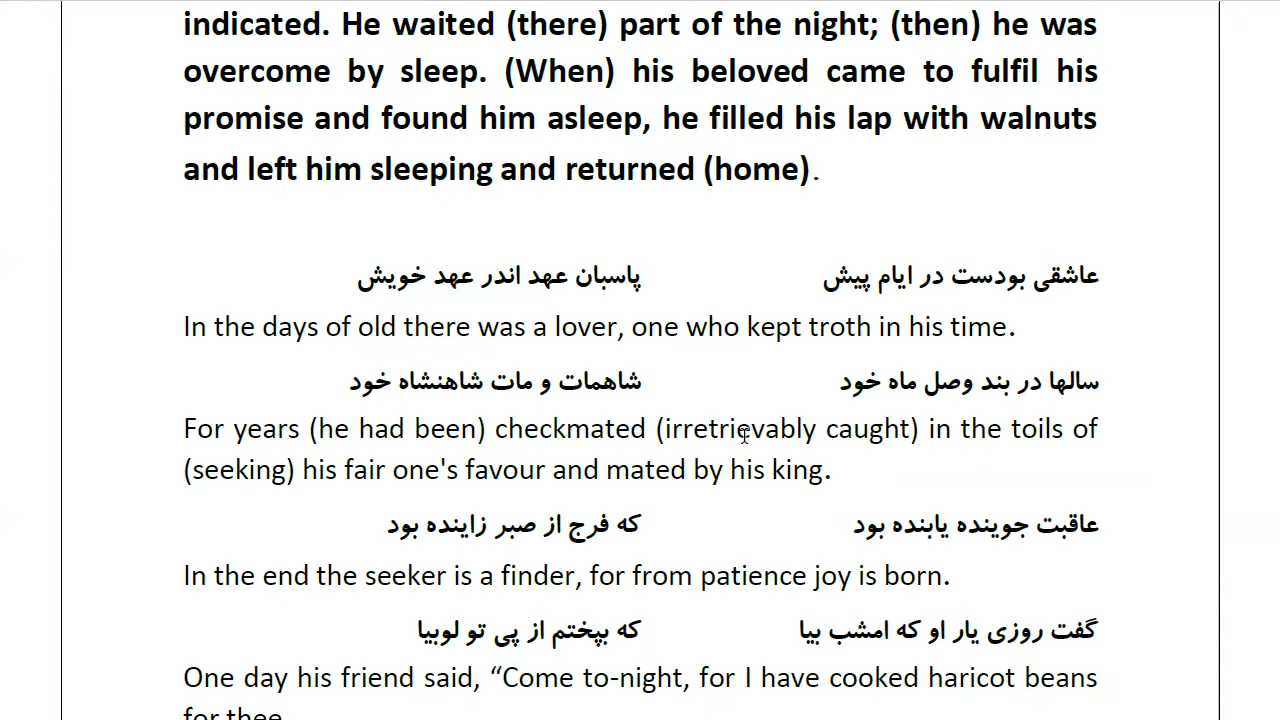 indicated. He waited (there) part of the night; (then) he was
overcome by sleep. (When) his beloved came to fulfil his
promise and found him asleep, he filled his lap with walnuts
and left him sleeping and returned (home).
عاشقی بودست در ایام پیش پاسبان عهد اندر عهد خویش
In the days of old there was a lover, one who kept troth in his time.
سالها در بند وصل ماه خود شاهمات و مات شاهنشاه خود
For years (he had been) checkmated (irretrievably caught) in the toils of
(seeking) his fair one's favour and mated by his king.
عاقبت جوینده یابنده بود که فرج از صبر زاینده بود
In the end the seeker is a finder, for from patience joy is born.
گفت روزی یار او که امشب بیا که بپختم از پی تو لوبیا
One day his friend said, “Come to-night, for I have cooked haricot beans
for thee